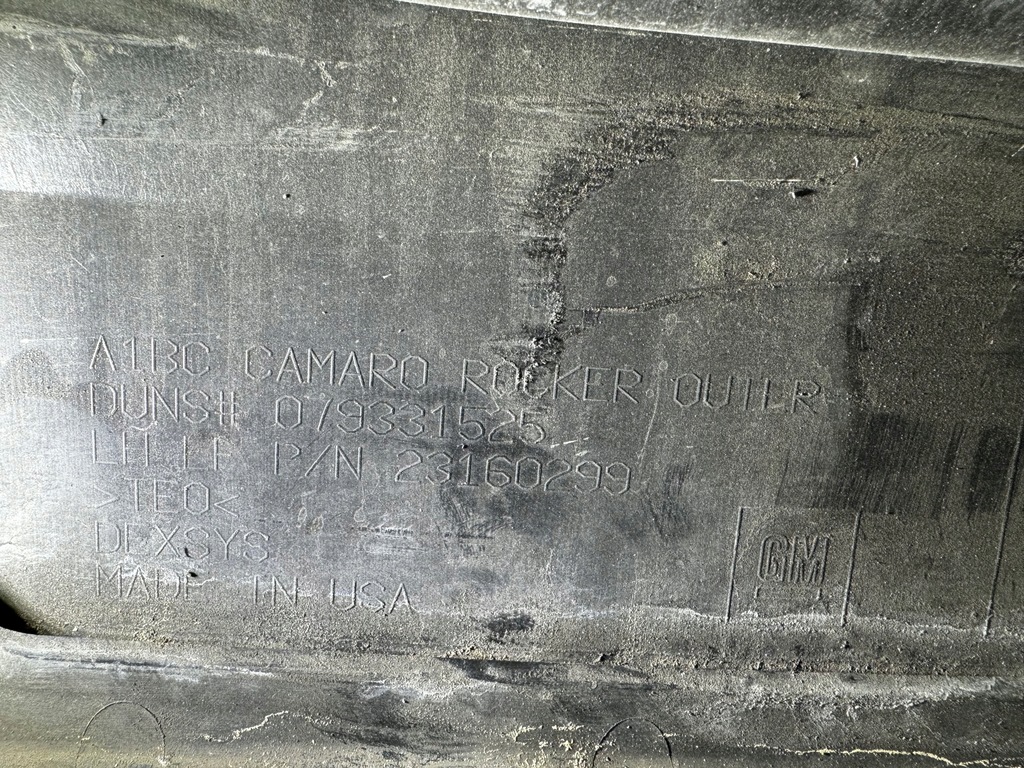 A1BC CAMARO ROCKER OUTER
DUNS# 079331525
LH LF P/N 23160299
>TEO<
DEXSYS
MADE IN USA
GM